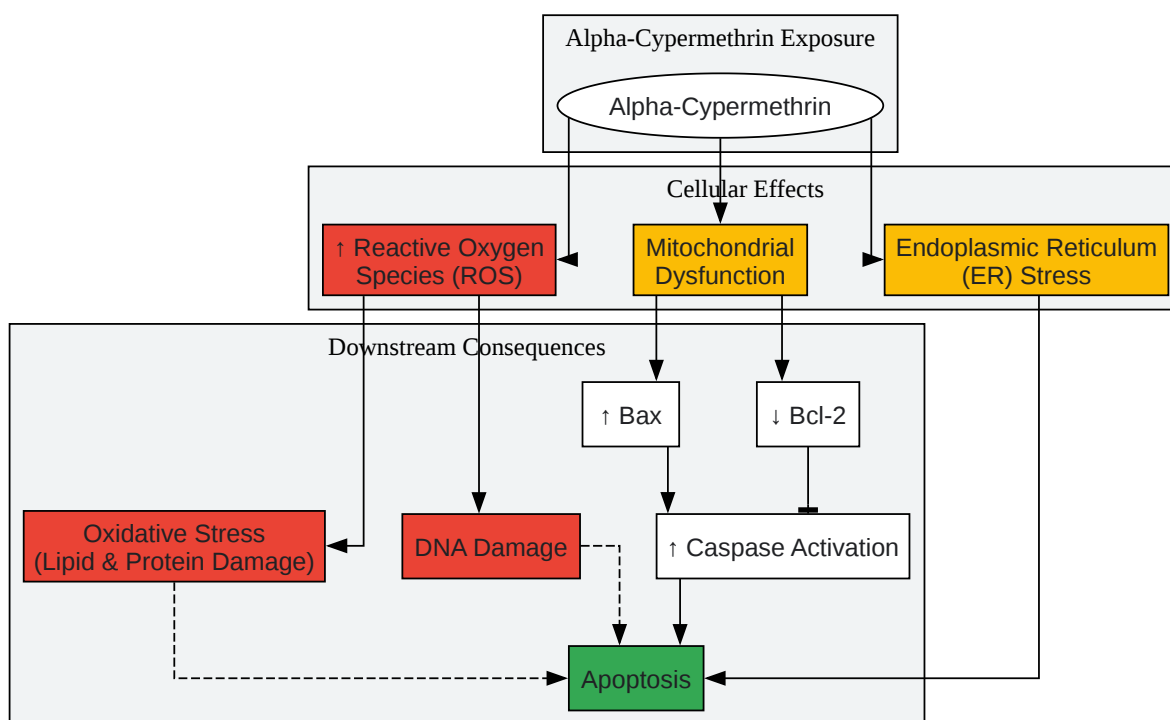 Alpha-Cypermethrin Exposure
Alpha-Cypermethrin
Cellular Effects
↑ Reactive Oxygen
Species (ROS)
Mitochondrial
Dysfunction
Endoplasmic Reticulum
(ER) Stress
Downstream Consequences
↑ Bax
↓ Bcl-2
Oxidative Stress
(Lipid & Protein Damage)
DNA Damage
↑ Caspase Activation
Apoptosis